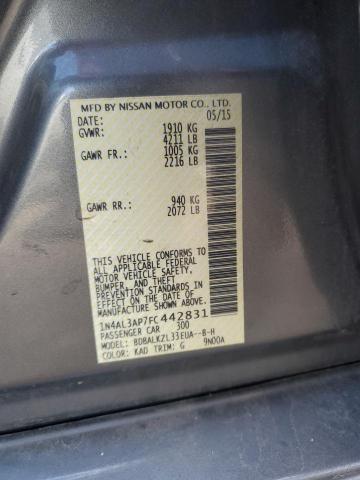 MFD BY NISSAN MOTOR CO., LTD.
DATE: 05/15
GVWR: 1910 KG
4211 LB
GAWR FR.: 1005 KG
2216 LB
GAWR RR.: 940 KG
2072 LB
THIS VEHICLE CONFORMS TO
ALL APPLICABLE FEDERAL
MOTOR VEHICLE SAFETY,
BUMPER, AND THEFT
PREVENTION STANDARDS IN
EFFECT ON THE DATE OF
MANUFACTURE SHOWN ABOVE.
1N4AL3AP7FC442831
PASSENGER CAR 300
MODEL: BDBALKZL33EUA--B-H
COLOR: KAD TRIM: G 9N00A